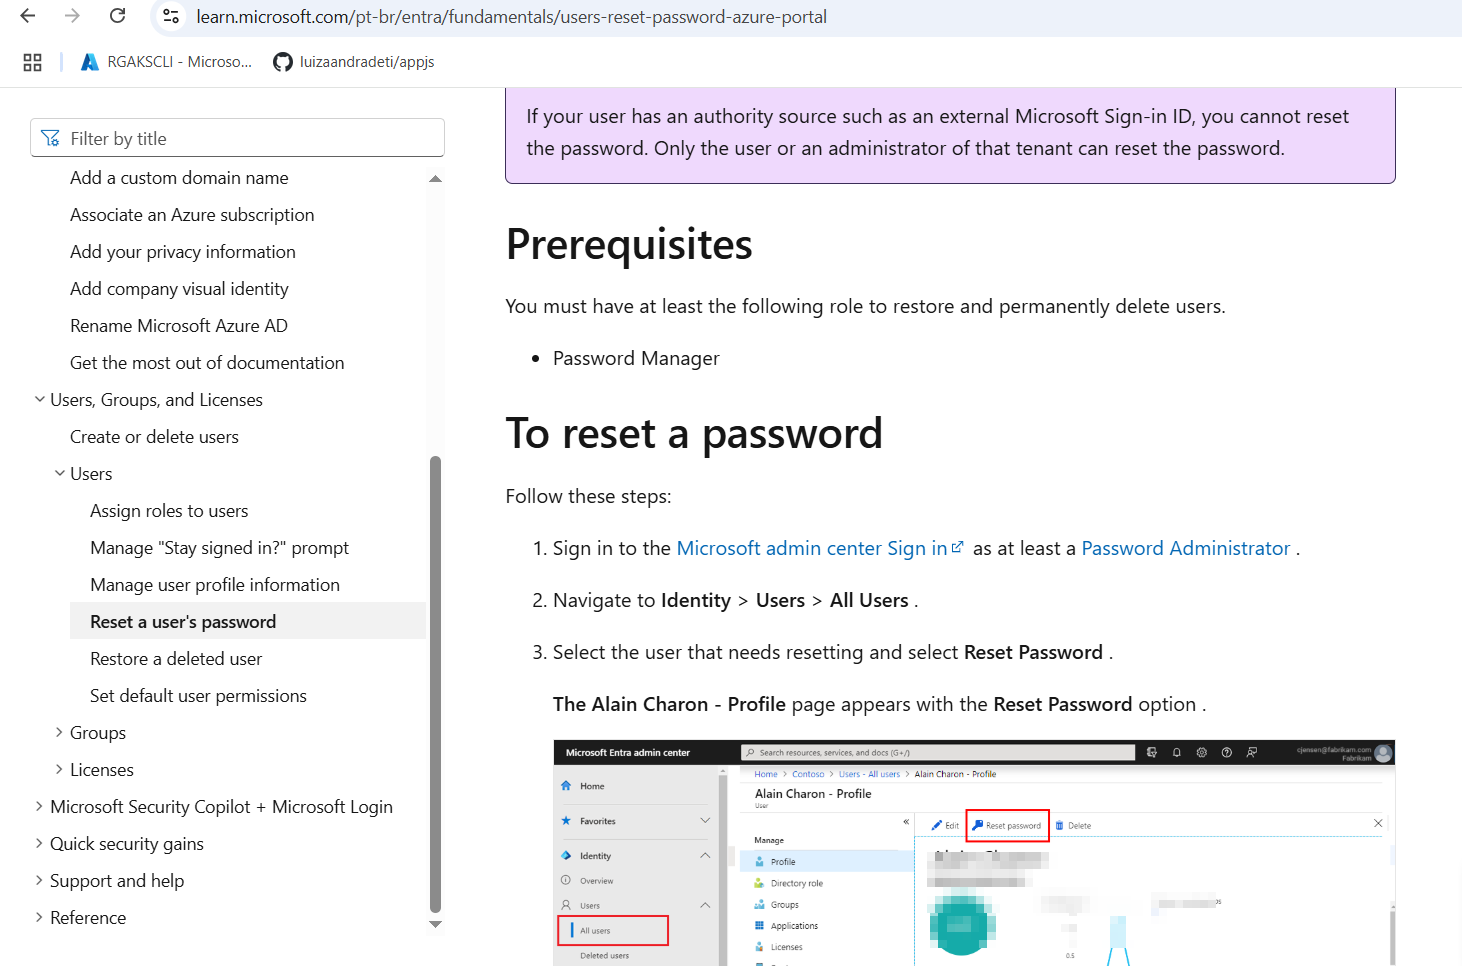 learn.microsoft.com/pt-br/entra/fundamentals/users-reset-password-azure-portal
RGAKSCLI - Microso...
luizaandradeti/appjs
Filter by title
Add a custom domain name
Associate an Azure subscription
Add your privacy information
Add company visual identity
Rename Microsoft Azure AD
Get the most out of documentation
Users, Groups, and Licenses
Create or delete users
Users
Assign roles to users
Manage "Stay signed in?" prompt
Manage user profile information
Reset a user's password
Restore a deleted user
Set default user permissions
Groups
Licenses
Microsoft Security Copilot + Microsoft Login
Quick security gains
Support and help
Reference
If your user has an authority source such as an external Microsoft Sign-in ID, you cannot reset
the password. Only the user or an administrator of that tenant can reset the password.
Prerequisites
You must have at least the following role to restore and permanently delete users.
• Password Manager
To reset a password
Follow these steps:
1. Sign in to the Microsoft admin center Sign in as at least a Password Administrator .
2. Navigate to Identity > Users > All Users .
3. Select the user that needs resetting and select Reset Password .
The Alain Charon - Profile page appears with the Reset Password option .
Microsoft Entra admin center
Search resources, services, and docs (G+/)
cjensen@fabrikam.com
Fabrikam
Home
Favorites
Identity
Overview
Users
All users
Deleted users
Home > Contoso > Users - All users > Alain Charon - Profile
Alain Charon - Profile
User
«
Edit
Reset password
Delete
Manage
Profile
Directory role
Groups
Applications
Licenses
0.5